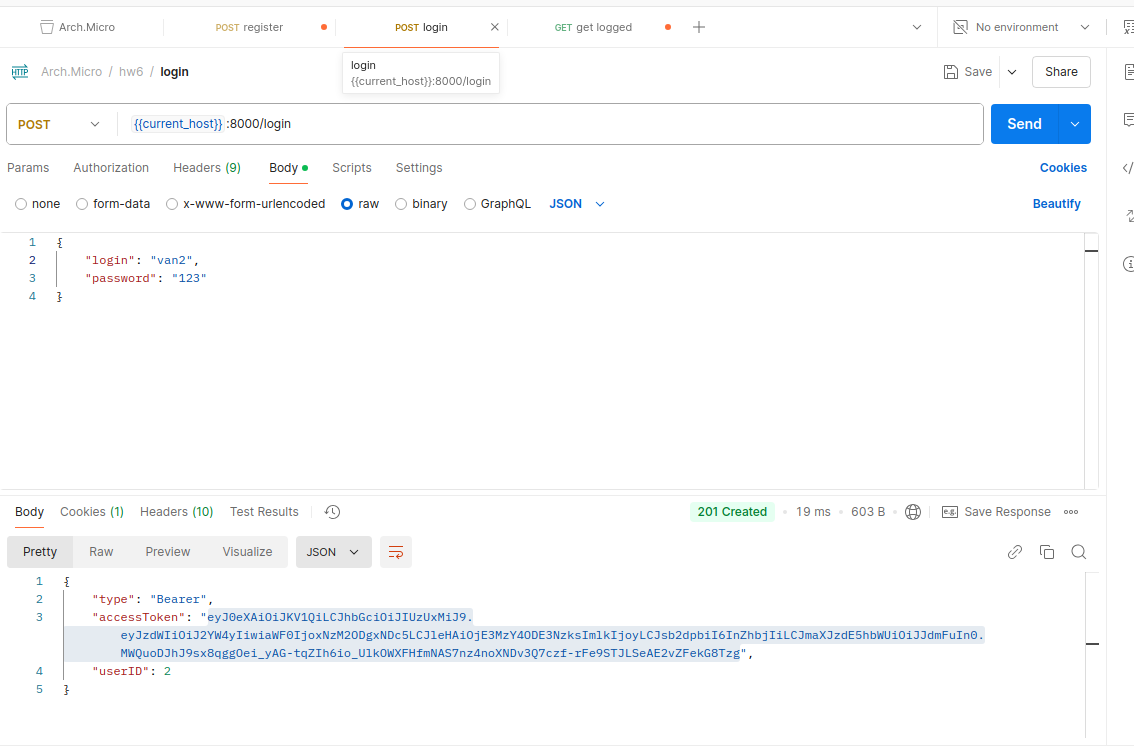 Arch.Micro
POST register
POST login
GET get logged
No environment
Arch.Micro / hw6 / login
login
{{current_host}}:8000/login
Save
Share
POST
{{current_host}} :8000/login
Send
Params
Authorization
Headers (9)
Body
Scripts
Settings
Cookies
none
form-data
x-www-form-urlencoded
raw
binary
GraphQL
JSON
Beautify
1 {
2 "login": "van2",
3 "password": "123"
4 }
Body
Cookies (1)
Headers (10)
Test Results
201 Created
19 ms
603 B
e.g.
Save Response
Pretty
Raw
Preview
Visualize
JSON
1 {
2 "type": "Bearer",
3 "accessToken": "eyJ0eXAiOiJKV1QiLCJhbGciOiJIUzUxMiJ9.
eyJzdWIiOiJ2YW4yIiwiaWF0IjoxNzM2ODgxNDc5LCJleHAiOjE3MzY4ODE3NzksImlkIjoyLCJsb2dpbiI6InZhbjIiLCJmaXJzdE5hbWUiOiJJdmFuIn0.
MWQuoDJhJ9sx8qggOei_yAG-tqZIh6io_UlkOWXFHfmNAS7nz4noXNDv3Q7czf-rFe9STJLSeAE2vZFekG8Tzg",
4 "userID": 2
5 }